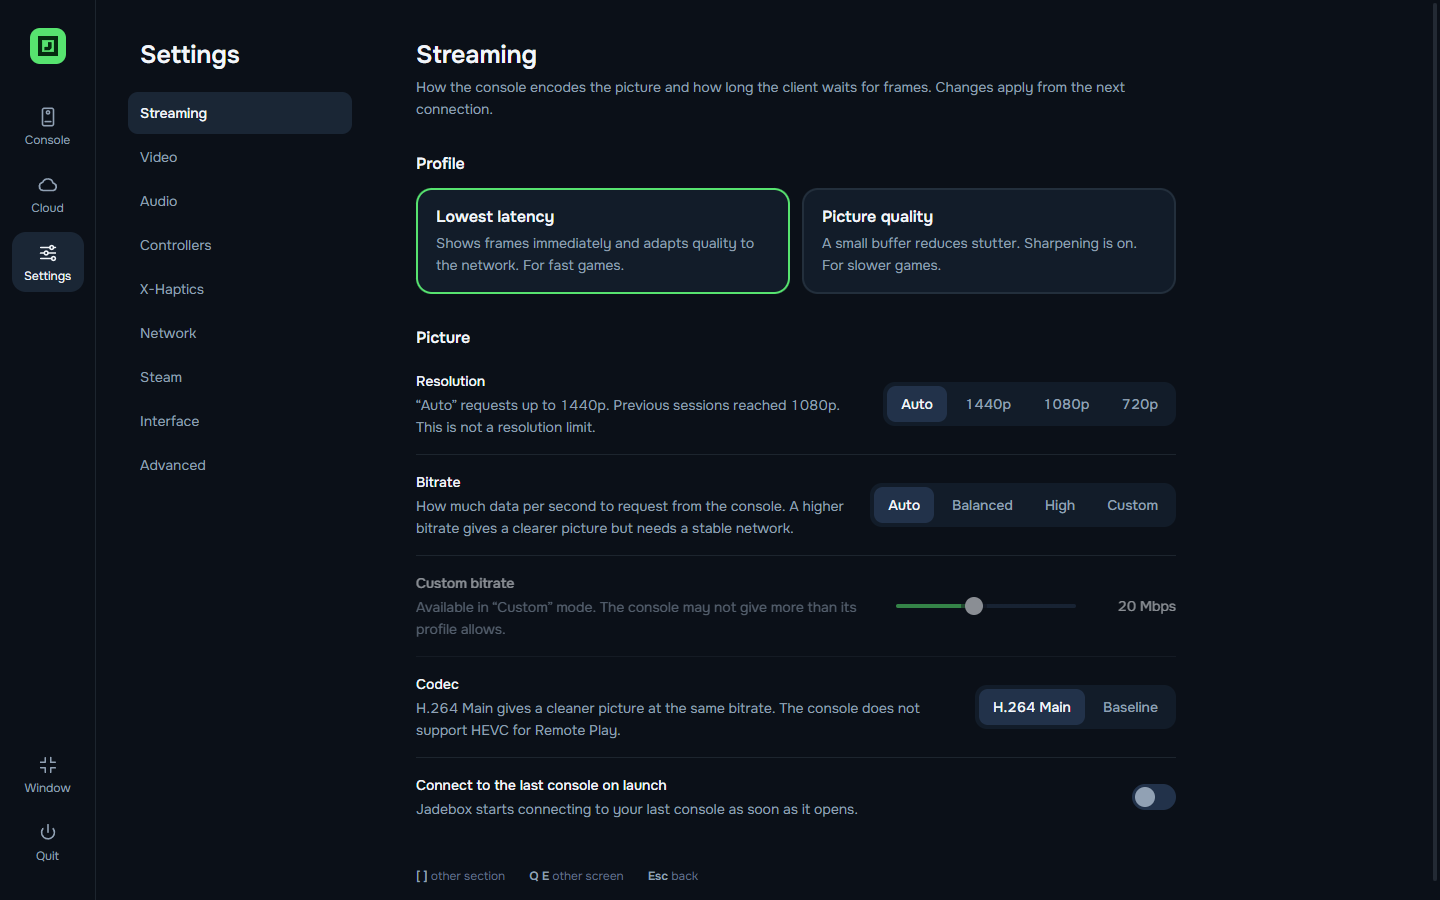 Console
Cloud
Settings
Window
Quit
Settings
Streaming
Video
Audio
Controllers
X-Haptics
Network
Steam
Interface
Advanced
Streaming
How the console encodes the picture and how long the client waits for frames. Changes apply from the next
connection.
Profile
Lowest latency
Shows frames immediately and adapts quality to
the network. For fast games.
Picture quality
A small buffer reduces stutter. Sharpening is on.
For slower games.
Picture
Resolution
“Auto” requests up to 1440p. Previous sessions reached 1080p.
This is not a resolution limit.
Auto 1440p 1080p 720p
Bitrate
How much data per second to request from the console. A higher
bitrate gives a clearer picture but needs a stable network.
Auto Balanced High Custom
Custom bitrate
Available in “Custom” mode. The console may not give more than its
profile allows.
20 Mbps
Codec
H.264 Main gives a cleaner picture at the same bitrate. The console does not
support HEVC for Remote Play.
H.264 Main Baseline
Connect to the last console on launch
Jadebox starts connecting to your last console as soon as it opens.
[ ] other section Q E other screen Esc back